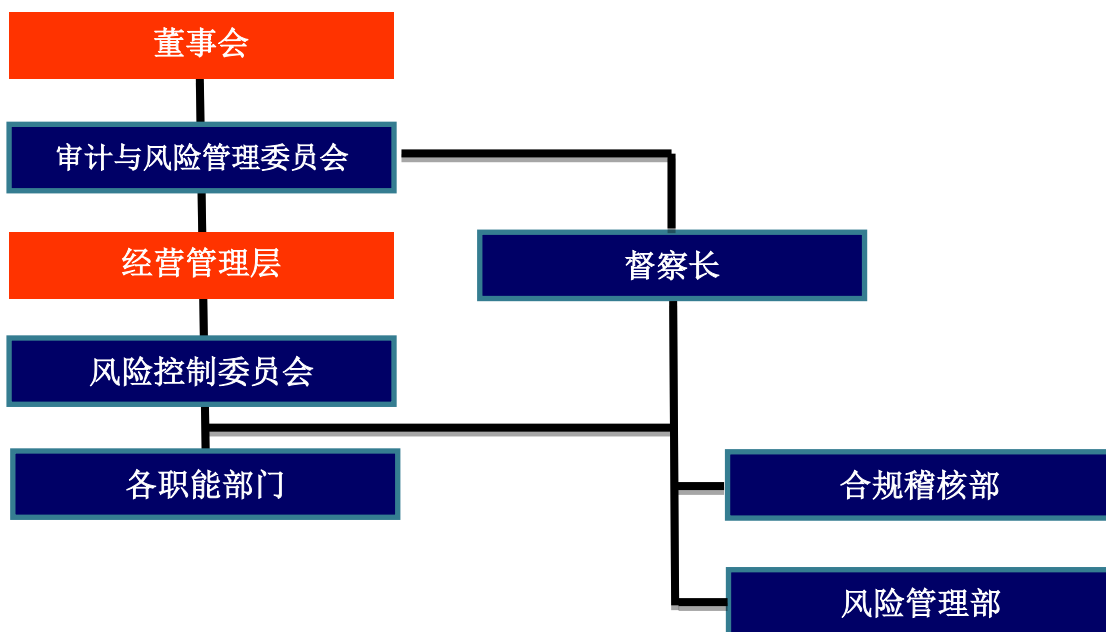 董事会
审计与风险管理委员会
经营管理层
督察长
风险控制委员会
各职能部门
合规稽核部
风险管理部